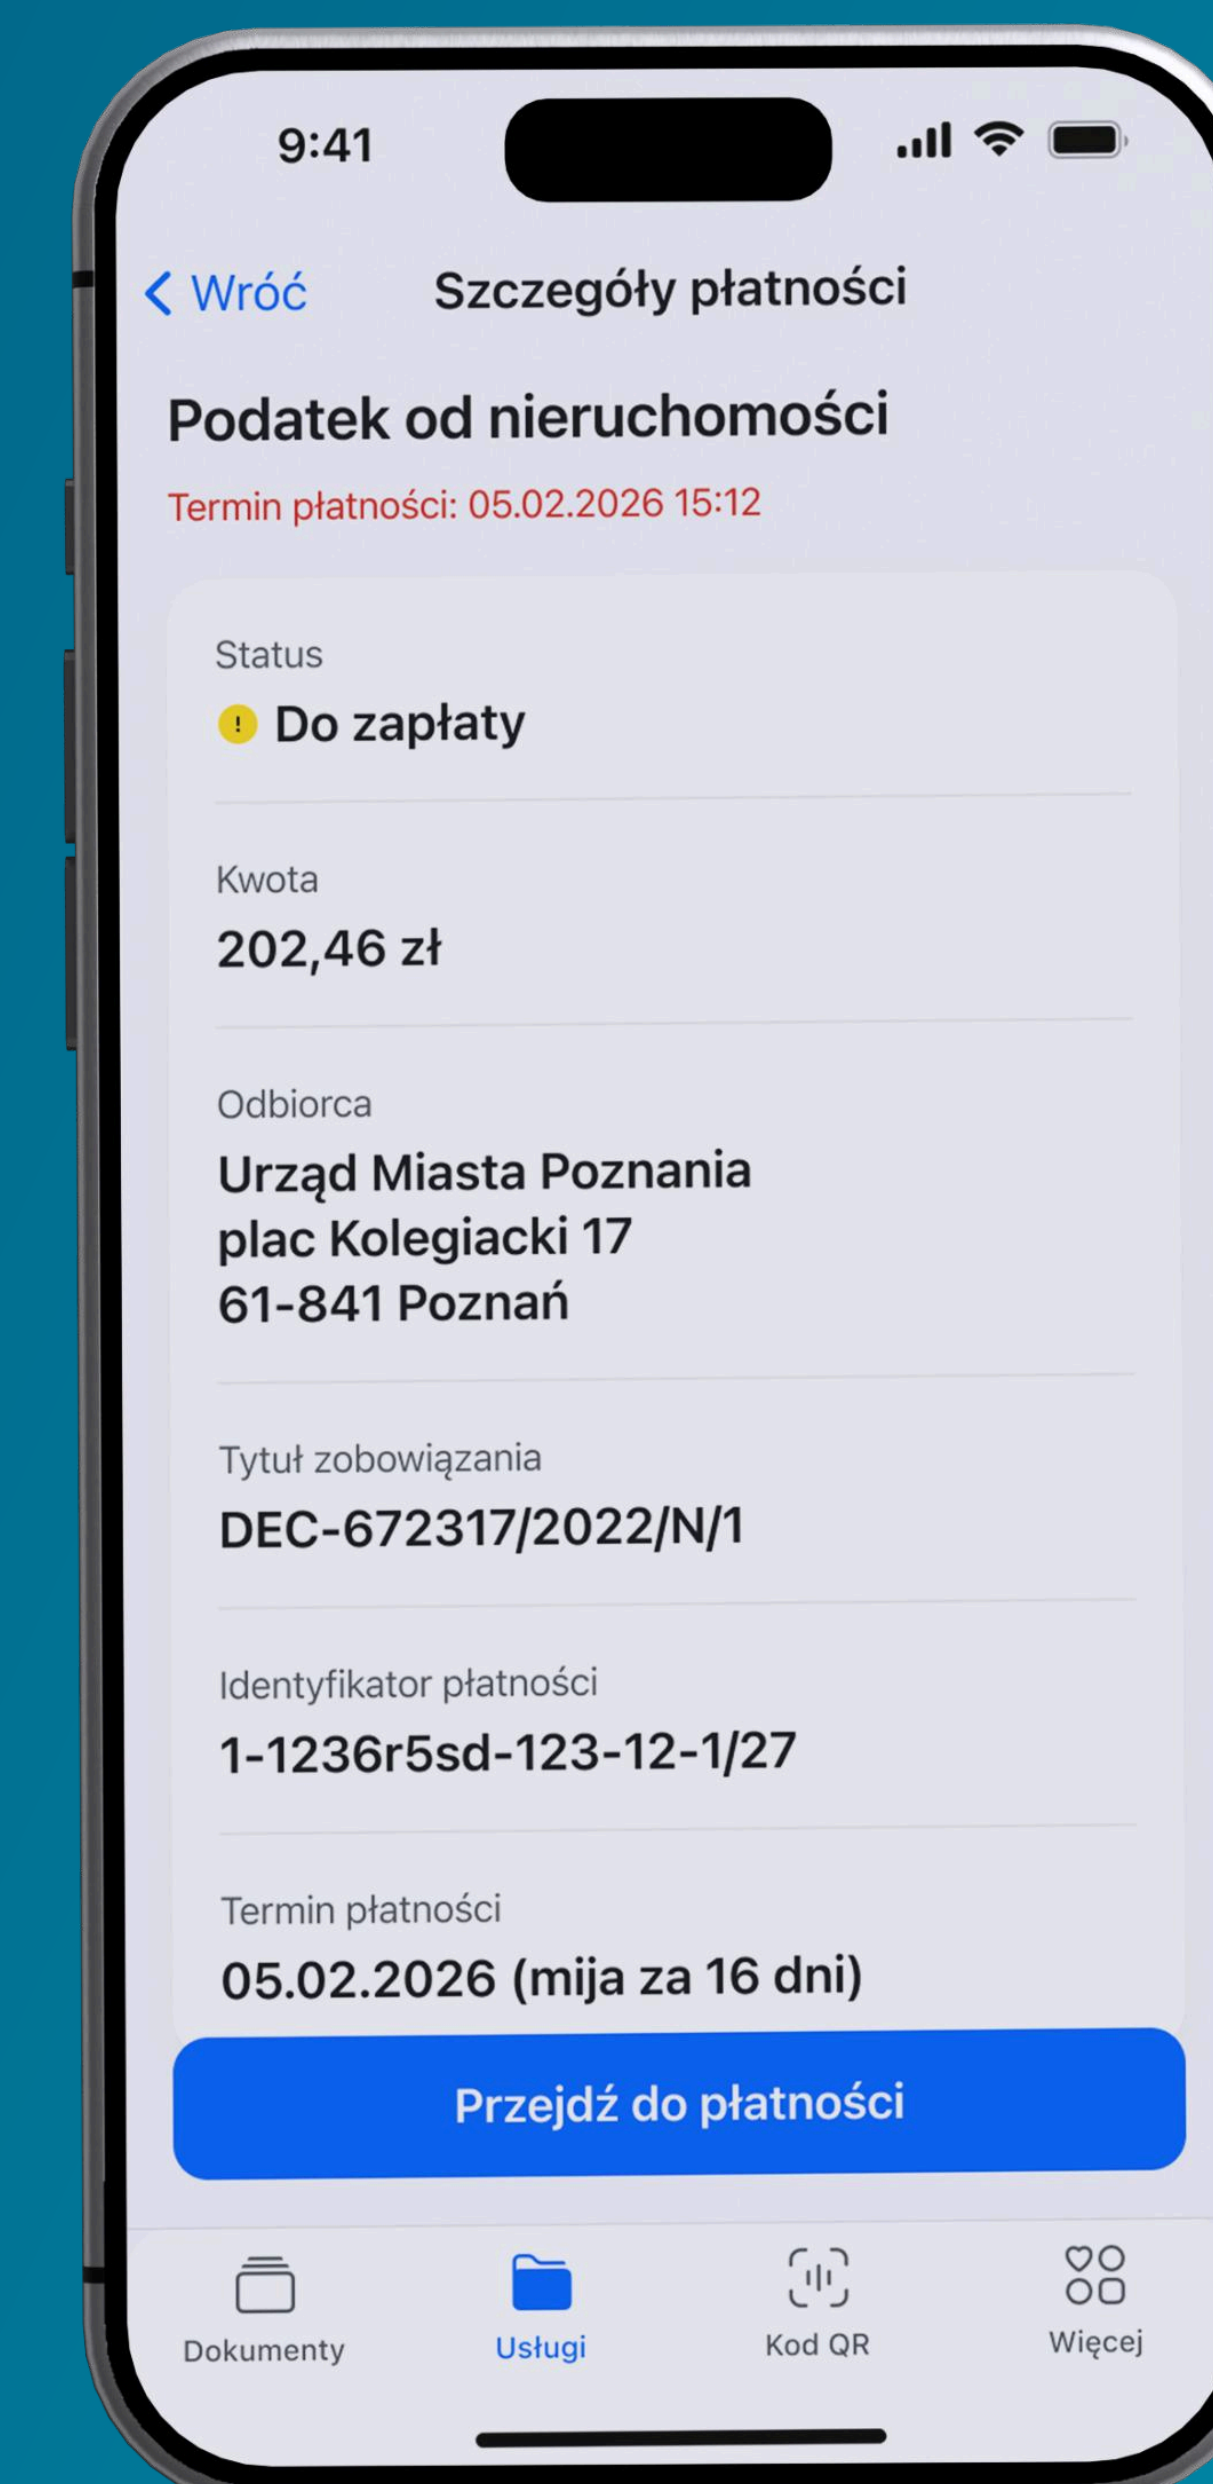 9:41
Wróć
Szczegóły płatności
Podatek od nieruchomości
Termin płatności: 05.02.2026 15:12
Status
! Do zapłaty
Kwota
202,46 zł
Odbiorca
Urząd Miasta Poznania
plac Kolegiacki 17
61-841 Poznań
Tytuł zobowiązania
DEC-672317/2022/N/1
Identyfikator płatności
1-1236r5sd-123-12-1/27
Termin płatności
05.02.2026 (mija za 16 dni)
Przejdź do płatności
Dokumenty
Usługi
Kod QR
Więcej